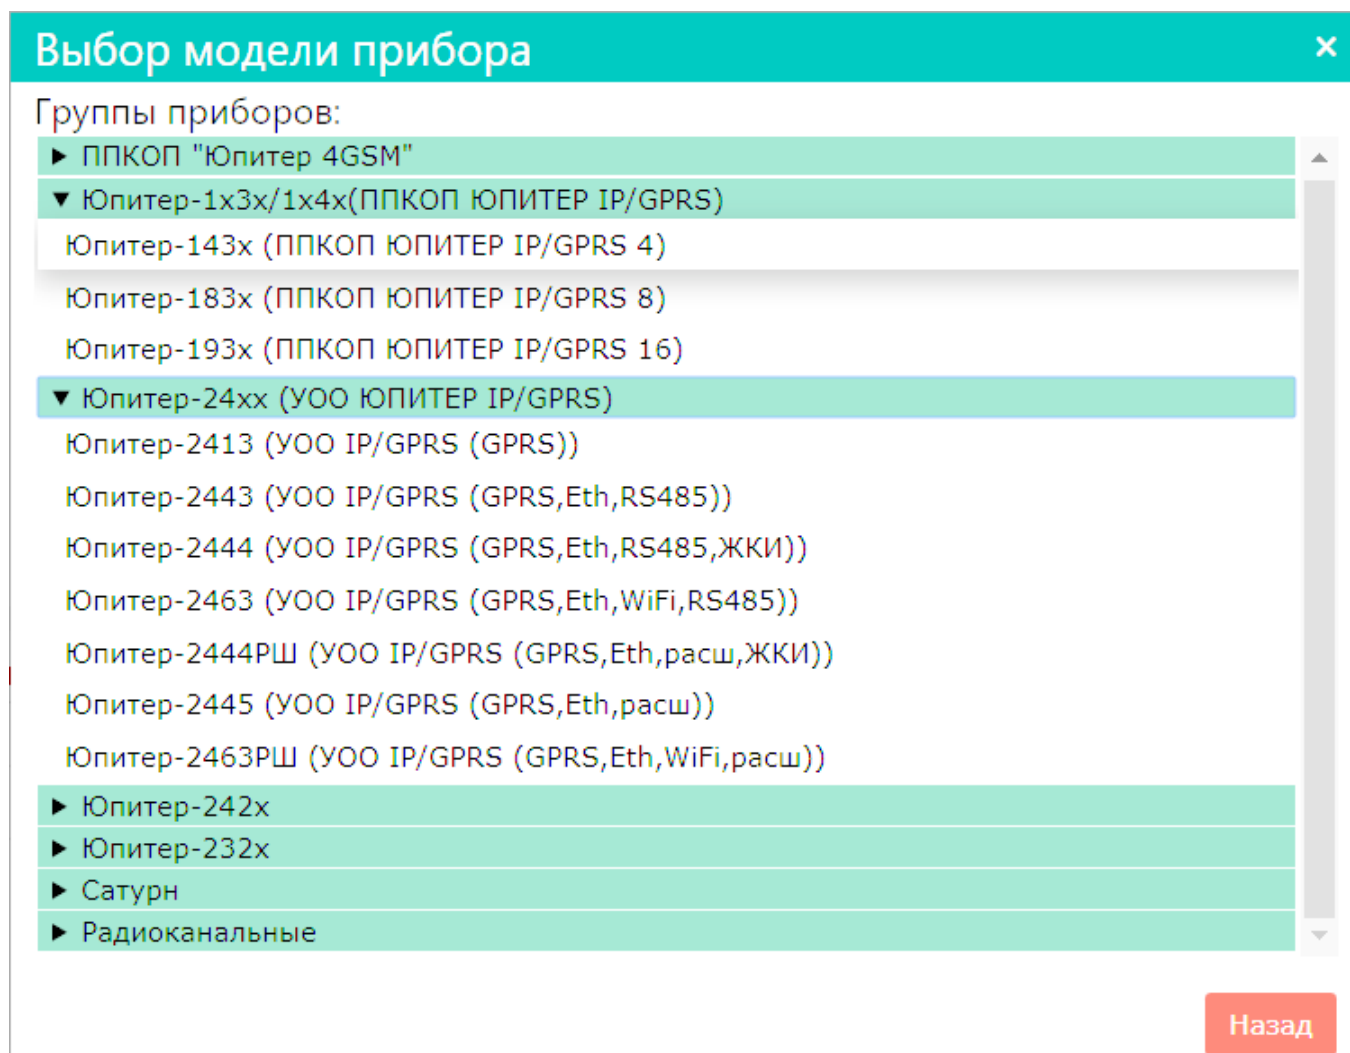 Выбор модели прибора
Группы приборов:
ППКОП "Юпитер 4GSM"
Юпитер-1х3х/1х4х(ППКОП ЮПИТЕР IP/GPRS)
Юпитер-143х (ППКОП ЮПИТЕР IP/GPRS 4)
Юпитер-183х (ППКОП ЮПИТЕР IP/GPRS 8)
Юпитер-193х (ППКОП ЮПИТЕР IP/GPRS 16)
Юпитер-24хх (УОО ЮПИТЕР IP/GPRS)
Юпитер-2413 (УОО IP/GPRS (GPRS))
Юпитер-2443 (УОО IP/GPRS (GPRS,Eth,RS485))
Юпитер-2444 (УОО IP/GPRS (GPRS,Eth,RS485,ЖКИ))
Юпитер-2463 (УОО IP/GPRS (GPRS,Eth,WiFi,RS485))
Юпитер-2444РШ (УОО IP/GPRS (GPRS,Eth,расш,ЖКИ))
Юпитер-2445 (УОО IP/GPRS (GPRS,Eth,расш))
Юпитер-2463РШ (УОО IP/GPRS (GPRS,Eth,WiFi,расш))
Юпитер-242х
Юпитер-232х
Сатурн
Радиоканальные
Назад